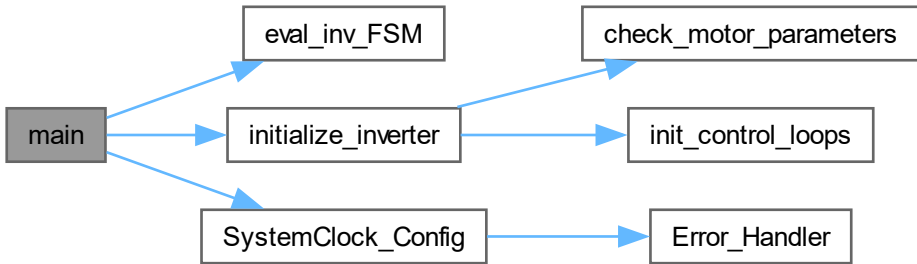 main
eval_inv_FSM
initialize_inverter
SystemClock_Config
check_motor_parameters
init_control_loops
Error_Handler